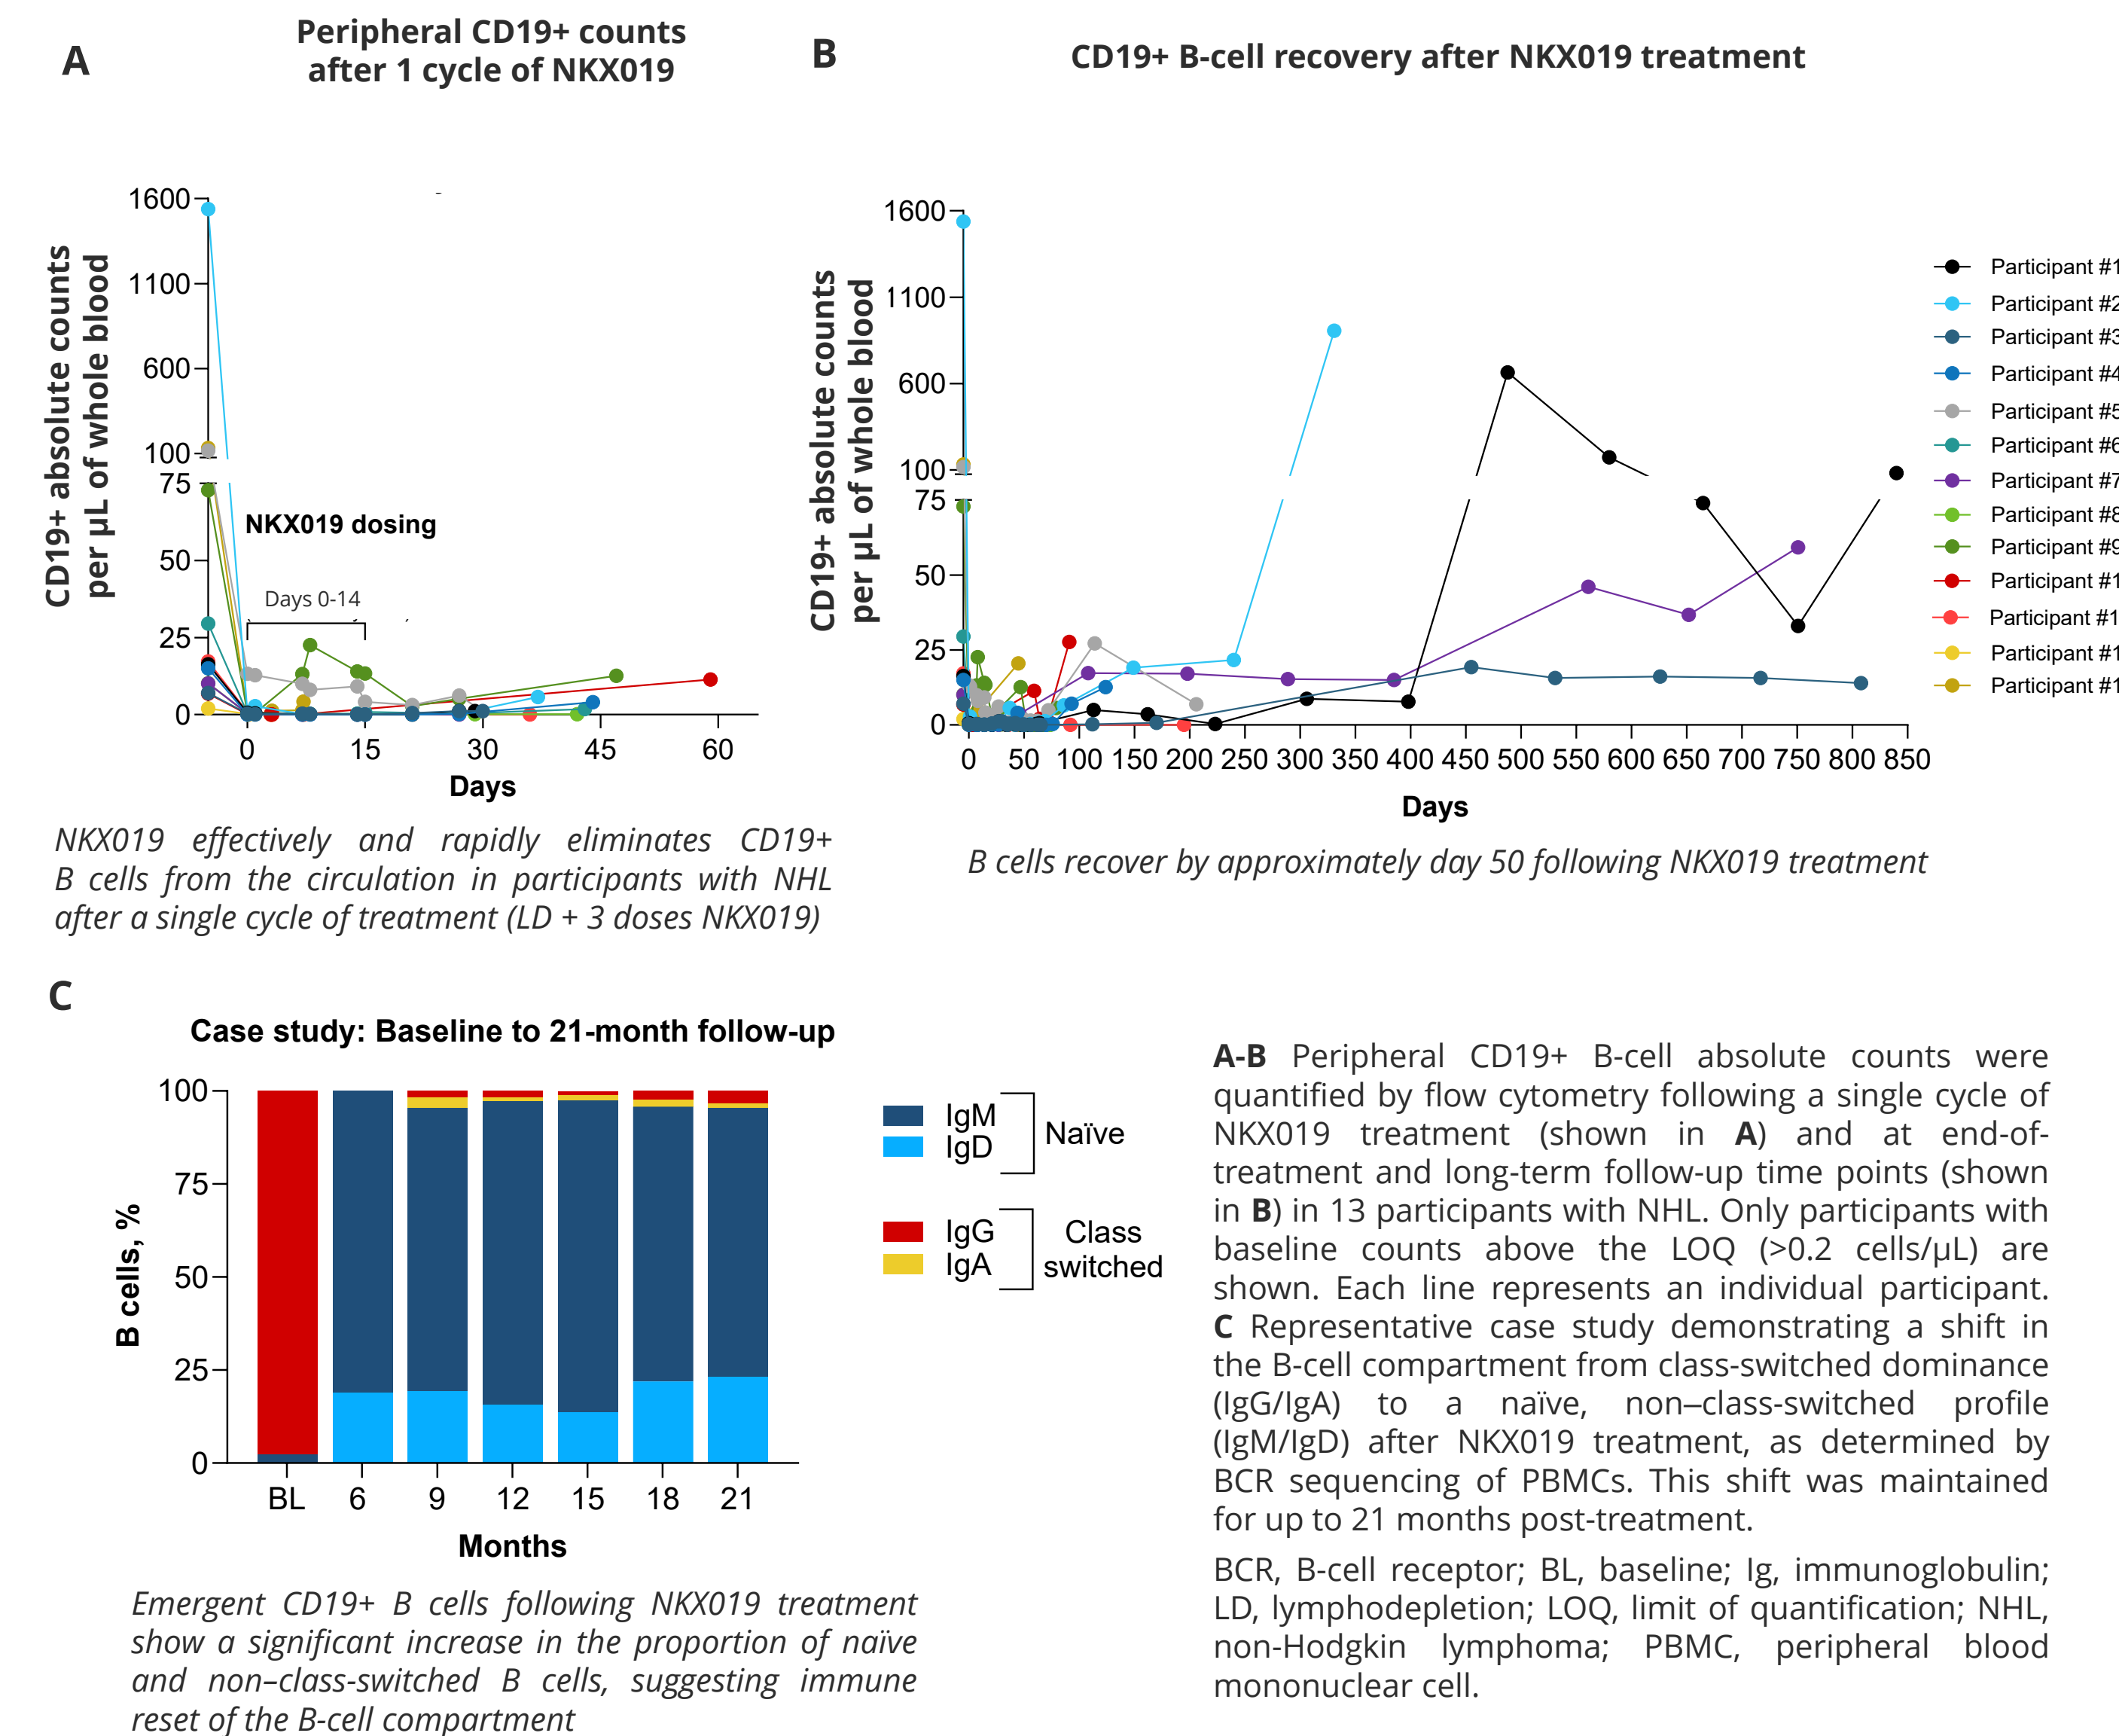 A
Peripheral CD19+ counts
after 1 cycle of NKX019
CD19+ absolute counts
per µL of whole blood
1600
1100
600
100
75
50
25
0
NKX019 dosing
Days 0-14
0 15 30 45 60
Days
NKX019 effectively and rapidly eliminates CD19+
B cells from the circulation in participants with NHL
after a single cycle of treatment (LD + 3 doses NKX019)
B
CD19+ B-cell recovery after NKX019 treatment
CD19+ absolute counts
per µL of whole blood
1600
1100
600
100
75
50
25
0
0 50 100 150 200 250 300 350 400 450 500 550 600 650 700 750 800 850
Days
Participant #1
Participant #2
Participant #3
Participant #4
Participant #5
Participant #6
Participant #7
Participant #8
Participant #9
Participant #1
Participant #1
Participant #1
Participant #1
B cells recover by approximately day 50 following NKX019 treatment
C
Case study: Baseline to 21-month follow-up
B cells, %
100
75
50
25
0
BL 6 9 12 15 18 21
Months
IgM
IgD
Naïve
IgG
IgA
Class
switched
Emergent CD19+ B cells following NKX019 treatment
show a significant increase in the proportion of naïve
and non–class-switched B cells, suggesting immune
reset of the B-cell compartment
A-B Peripheral CD19+ B-cell absolute counts were
quantified by flow cytometry following a single cycle of
NKX019 treatment (shown in A) and at end-of-
treatment and long-term follow-up time points (shown
in B) in 13 participants with NHL. Only participants with
baseline counts above the LOQ (>0.2 cells/µL) are
shown. Each line represents an individual participant.
C Representative case study demonstrating a shift in
the B-cell compartment from class-switched dominance
(IgG/IgA) to a naïve, non–class-switched profile
(IgM/IgD) after NKX019 treatment, as determined by
BCR sequencing of PBMCs. This shift was maintained
for up to 21 months post-treatment.
BCR, B-cell receptor; BL, baseline; Ig, immunoglobulin;
LD, lymphodepletion; LOQ, limit of quantification; NHL,
non-Hodgkin lymphoma; PBMC, peripheral blood
mononuclear cell.